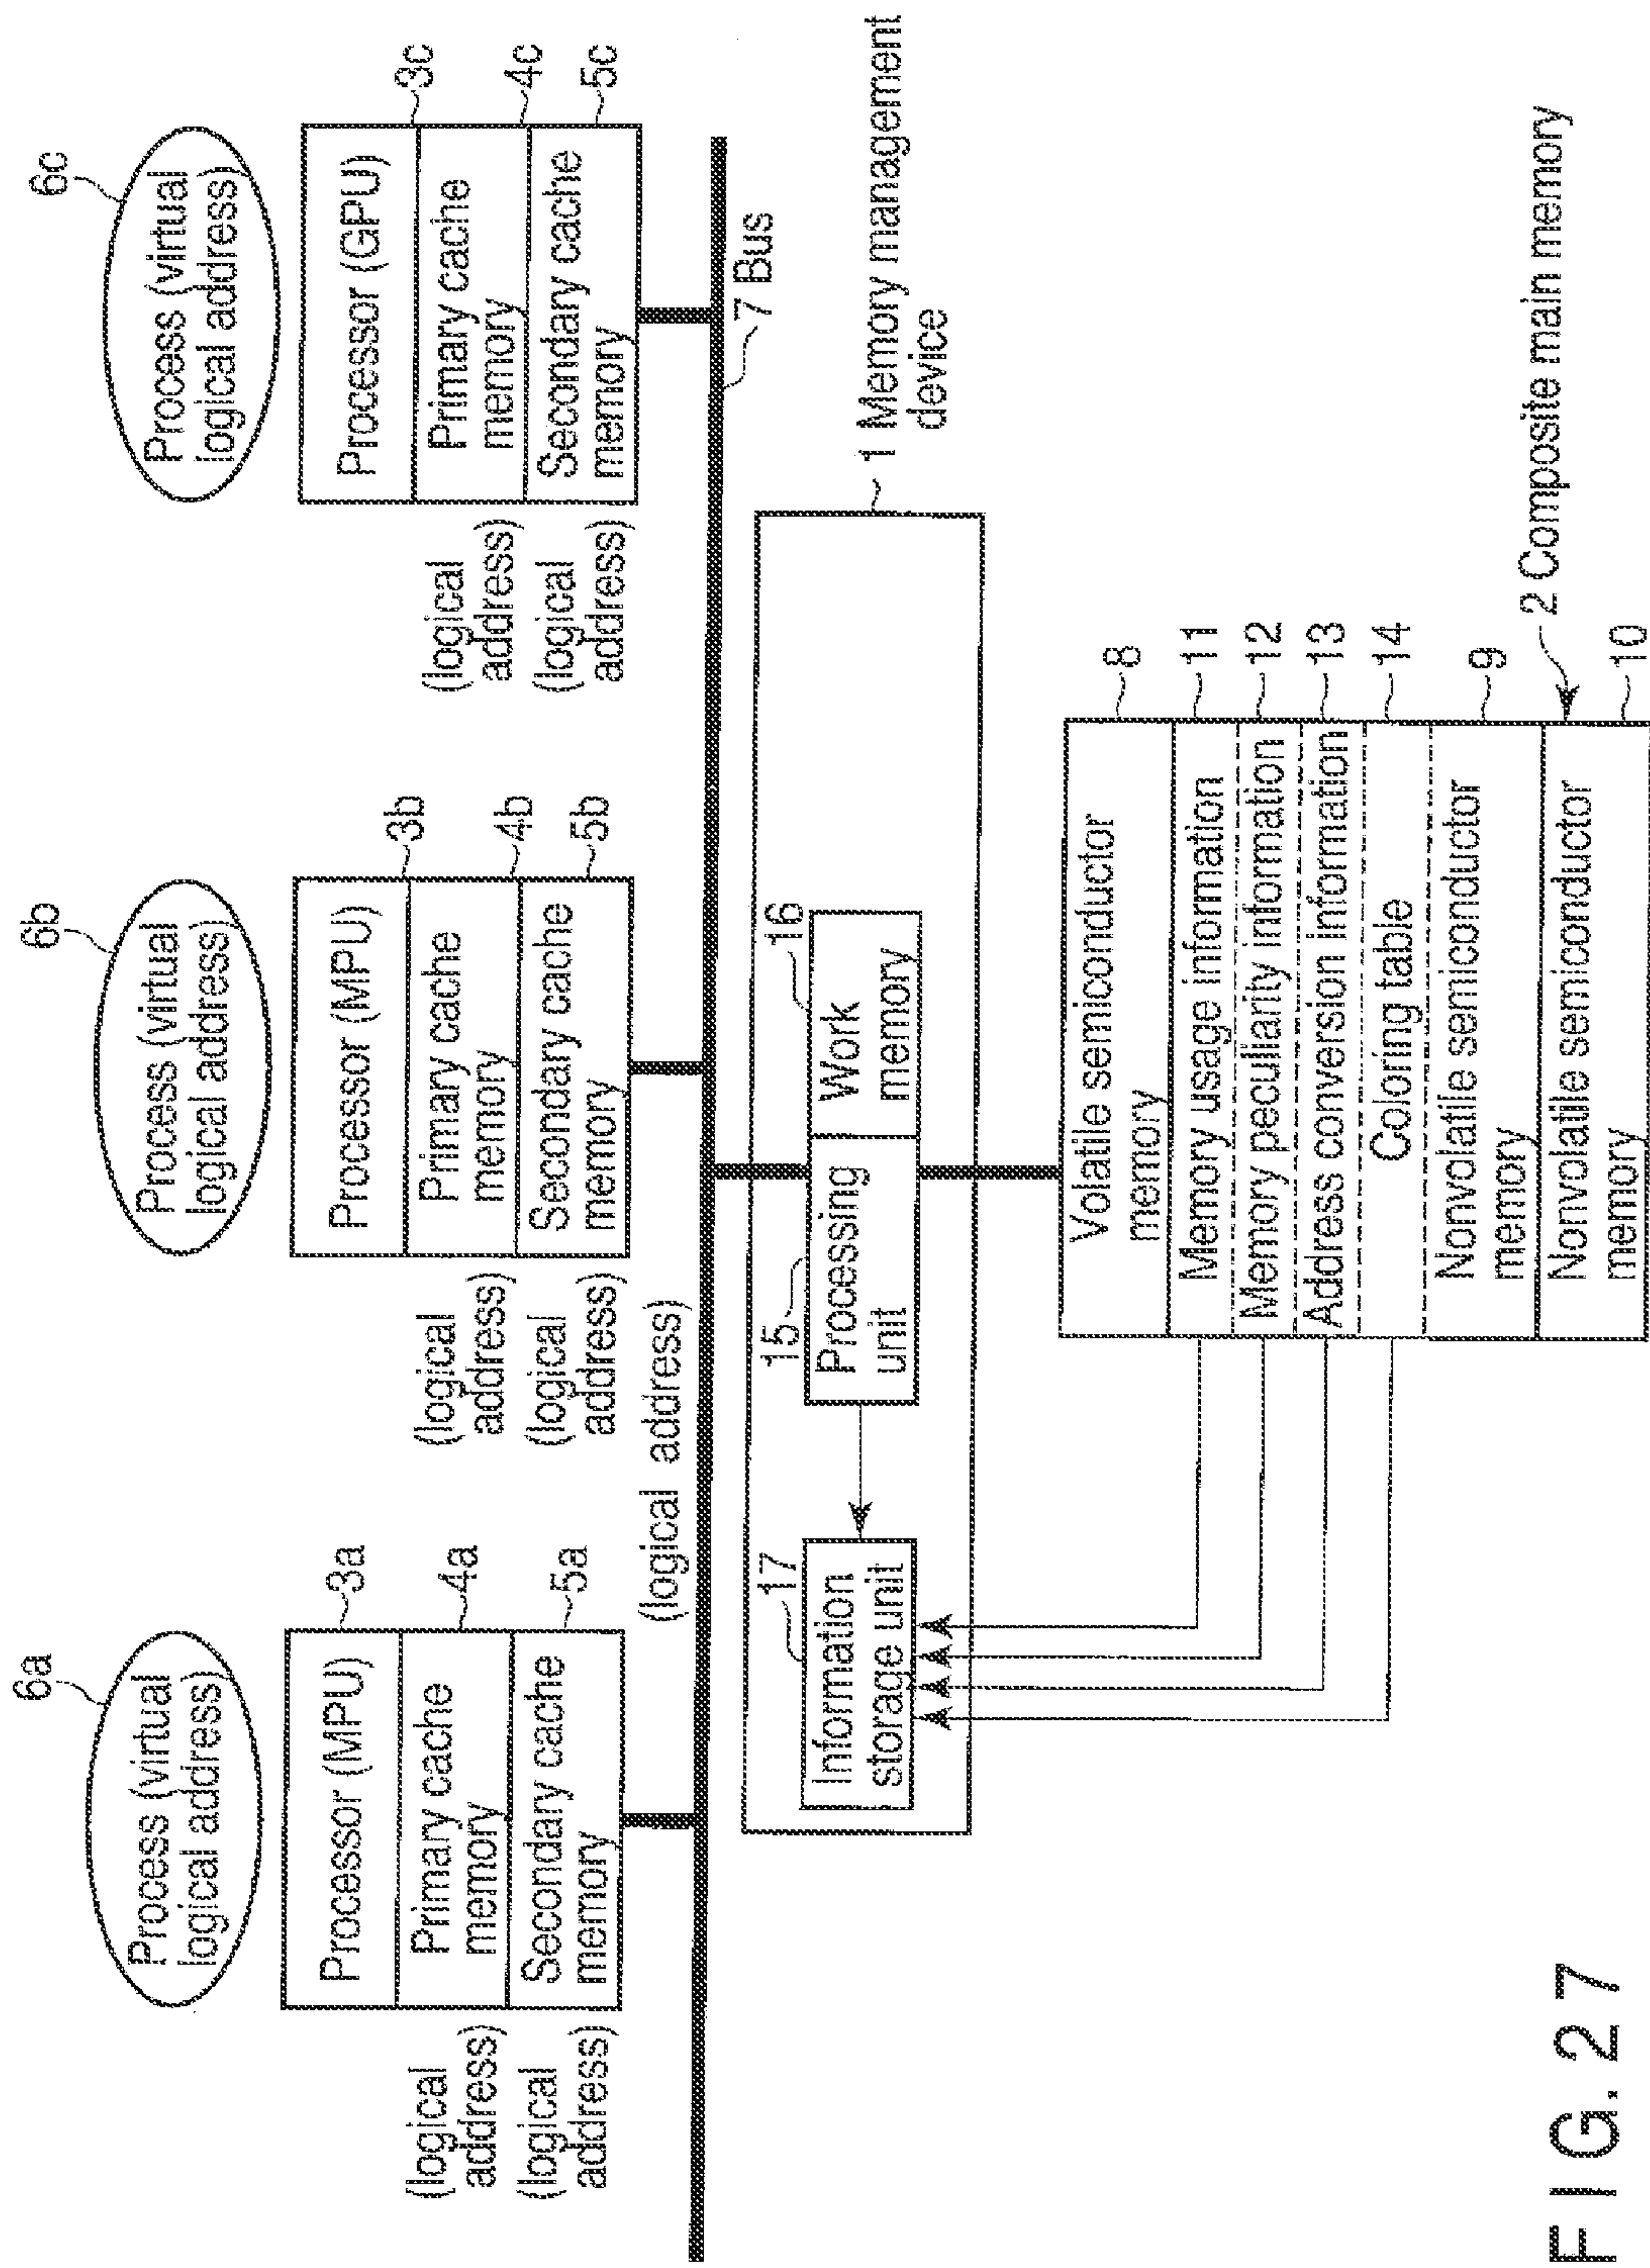 6a
Process (virtual
logical address)
6b
Process (virtual
logical address)
6c
Process (virtual
logical address)
Processor (MPU)
3a
Primary cache
memory
4a
Secondary cache
memory
5a
(logical
address)
(logical
address)
Processor (MPU)
3b
Primary cache
memory
4b
Secondary cache
memory
5b
(logical
address)
(logical
address)
Processor (GPU)
3c
Primary cache
memory
4c
Secondary cache
memory
5c
(logical
address)
(logical
address)
(logical address)
7 Bus
1 Memory management
device
17
Information
storage unit
15
Processing
unit
16
Work
memory
Volatile semiconductor
memory
8
Memory usage information
11
Memory peculiarity information
12
Address conversion information
13
Coloring table
14
Nonvolatile semiconductor
memory
9
2 Composite main memory
Nonvolatile semiconductor
memory
10
FIG. 27